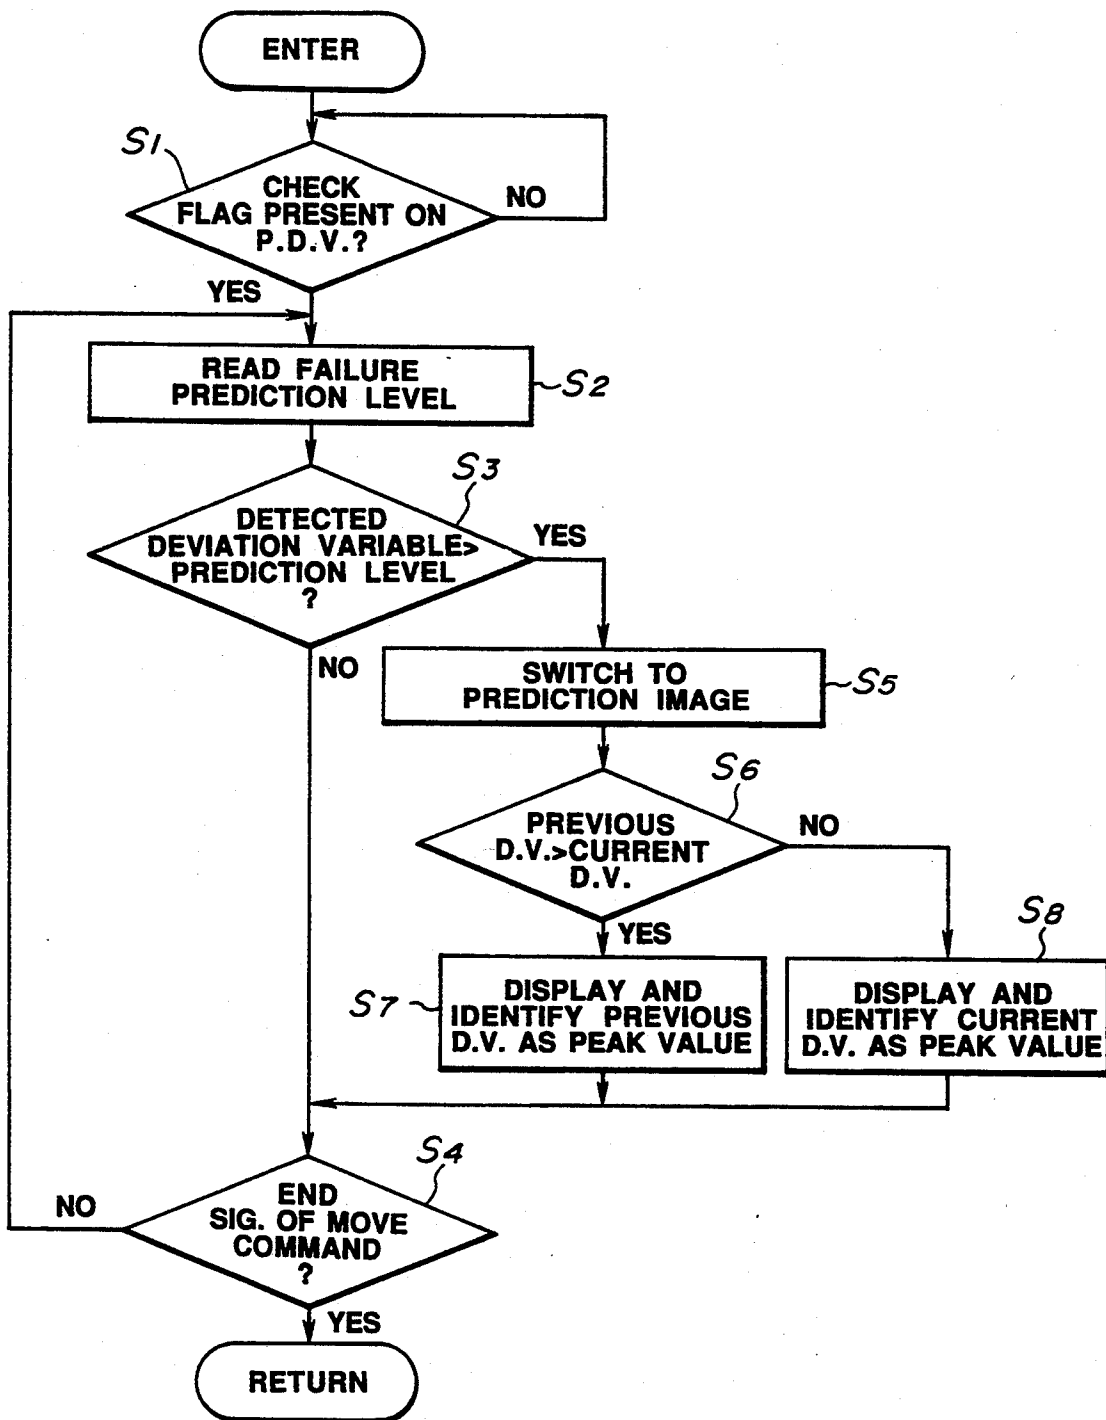 ENTER
S1
CHECK
FLAG PRESENT ON
P.D.V.?
NO
YES
READ FAILURE
PREDICTION LEVEL
S2
S3
DETECTED
DEVIATION VARIABLE>
PREDICTION LEVEL
?
YES
NO
SWITCH TO
PREDICTION IMAGE
S5
S6
PREVIOUS
D.V.>CURRENT
D.V.
NO
YES
S7
DISPLAY AND
IDENTIFY PREVIOUS
D.V. AS PEAK VALUE
S8
DISPLAY AND
IDENTIFY CURRENT
D.V. AS PEAK VALUE
S4
END
SIG. OF MOVE
COMMAND
?
NO
YES
RETURN